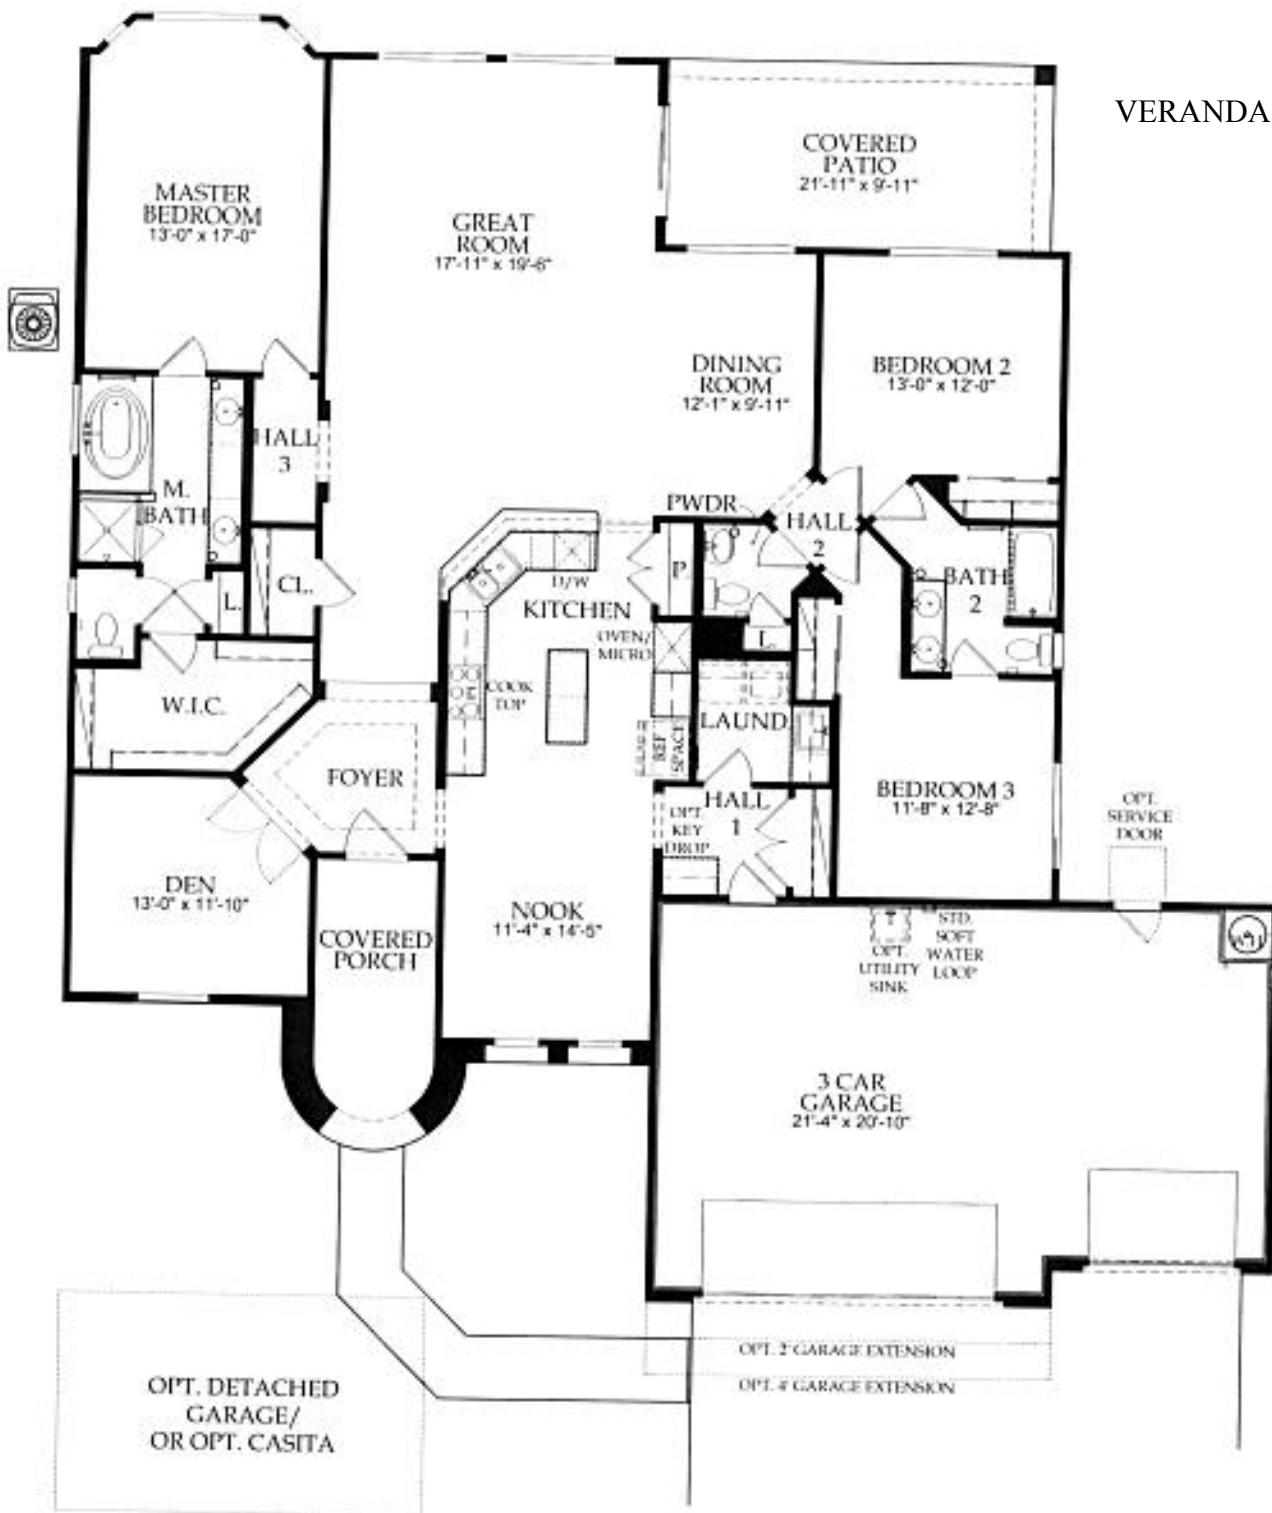 VERANDA
COVERED
PATIO
21'-11" x 9'-11"
MASTER
BEDROOM
13'-0" x 17'-0"
GREAT
ROOM
17'-11" x 19'-6"
DINING
ROOM
12'-1" x 9'-11"
BEDROOM 2
13'-0" x 12'-0"
HALL
3
M.
BATH
PWDR
HALL
2
BATH
2
CL.
L.
D/W
P
KITCHEN
OVEN/
MICRO
L.
COOK
TOP
W.I.C.
REF
SPACE
LAUND
FOYER
HALL
1
OPT.
KEY
DROP
BEDROOM 3
11'-8" x 12'-8"
OPT.
SERVICE
DOOR
DEN
13'-0" x 11'-10"
COVERED
PORCH
NOOK
11'-4" x 14'-5"
T
OPT.
UTILITY
SINK
STD.
SOFT
WATER
LOOP
3 CAR
GARAGE
21'-4" x 20'-10"
OPT. 2' GARAGE EXTENSION
OPT. 4' GARAGE EXTENSION
OPT. DETACHED
GARAGE/
OR OPT. CASITA